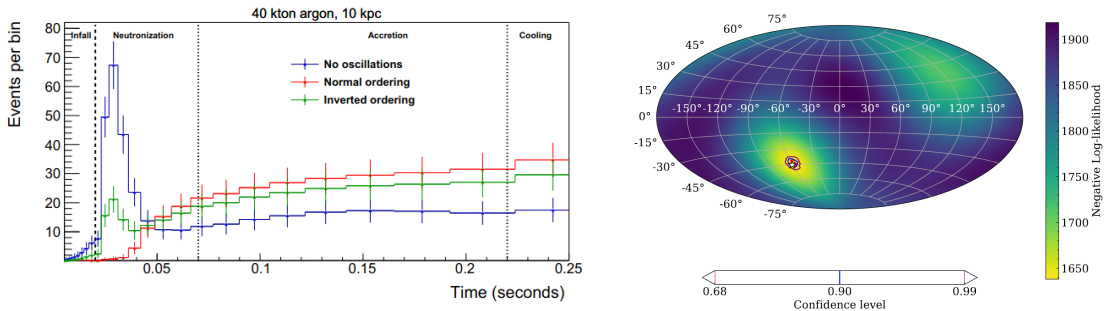 40 kton argon, 10 kpc
Events per bin
80
70
60
50
40
30
20
10
Infall
Neutronization
Accretion
Cooling
No oscillations
Normal ordering
Inverted ordering
0.05
0.1
0.15
0.2
0.25
Time (seconds)
75°
60°
45°
30°
15°
0°
-15°
-30°
-45°
-60°
-75°
-150°-120° -90° -60° -30° 0° 30° 60° 90° 120° 150°
1900
1850
1800
1750
1700
1650
Negative Log-likelihood
0.68 0.90 0.99
Confidence level